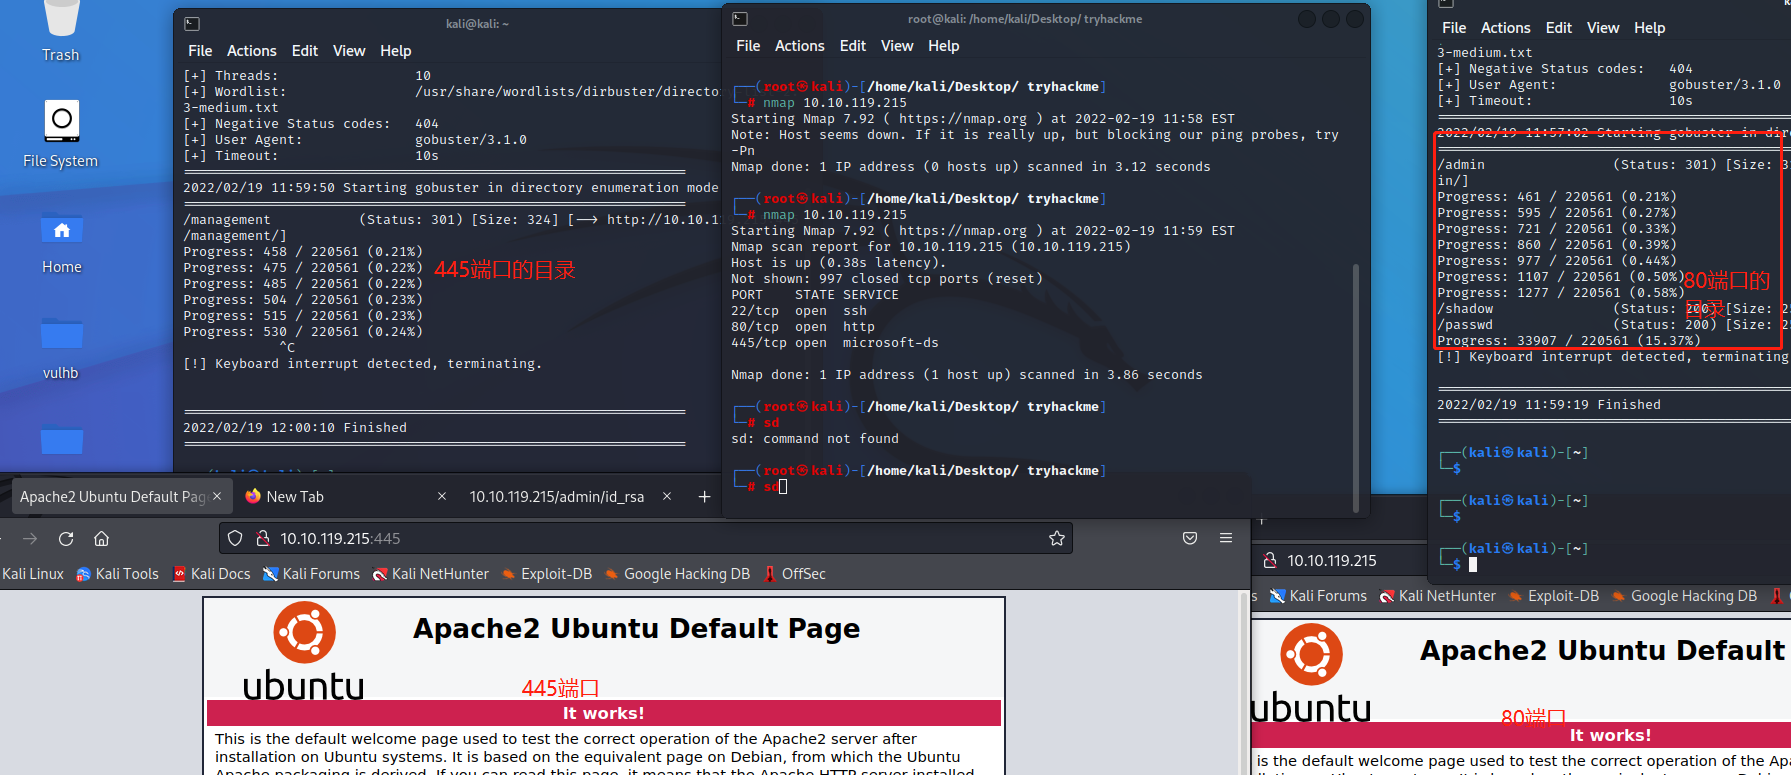 Trash
File System
Home
vulhb
kali@kali: ~
File Actions Edit View Help
[+] Threads: 10
[+] Wordlist: /usr/share/wordlists/dirbuster/director
3-medium.txt
[+] Negative Status codes: 404
[+] User Agent: gobuster/3.1.0
[+] Timeout: 10s
2022/02/19 11:59:50 Starting gobuster in directory enumeration mode
/management (Status: 301) [Size: 324] [--> http://10.10.1
/management/]
Progress: 458 / 220561 (0.21%)
Progress: 475 / 220561 (0.22%)
Progress: 485 / 220561 (0.22%)
Progress: 504 / 220561 (0.23%)
Progress: 515 / 220561 (0.23%)
Progress: 530 / 220561 (0.24%)
445端口的目录
^C
[!] Keyboard interrupt detected, terminating.
2022/02/19 12:00:10 Finished
root@kali: /home/kali/Desktop/ tryhackme
File Actions Edit View Help
(root㉿kali)-[/home/kali/Desktop/ tryhackme]
# nmap 10.10.119.215
Starting Nmap 7.92 ( https://nmap.org ) at 2022-02-19 11:58 EST
Note: Host seems down. If it is really up, but blocking our ping probes, try
-Pn
Nmap done: 1 IP address (0 hosts up) scanned in 3.12 seconds
(root㉿kali)-[/home/kali/Desktop/ tryhackme]
# nmap 10.10.119.215
Starting Nmap 7.92 ( https://nmap.org ) at 2022-02-19 11:59 EST
Nmap scan report for 10.10.119.215 (10.10.119.215)
Host is up (0.38s latency).
Not shown: 997 closed tcp ports (reset)
PORT STATE SERVICE
22/tcp open ssh
80/tcp open http
445/tcp open microsoft-ds
Nmap done: 1 IP address (1 host up) scanned in 3.86 seconds
(root㉿kali)-[/home/kali/Desktop/ tryhackme]
# sd
sd: command not found
(root㉿kali)-[/home/kali/Desktop/ tryhackme]
# sd
File Actions Edit View Help
3-medium.txt
[+] Negative Status codes: 404
[+] User Agent: gobuster/3.1.0
[+] Timeout: 10s
2022/02/19 11:57:02 Starting gobuster in dire
/admin (Status: 301) [Size: 3
in/]
Progress: 461 / 220561 (0.21%)
Progress: 595 / 220561 (0.27%)
Progress: 721 / 220561 (0.33%)
Progress: 860 / 220561 (0.39%)
Progress: 977 / 220561 (0.44%)
Progress: 1107 / 220561 (0.50%)
Progress: 1277 / 220561 (0.58%)
80端口的
目录
/shadow (Status: 200) [Size: 25
/passwd (Status: 200) [Size: 25
Progress: 33907 / 220561 (15.37%)
[!] Keyboard interrupt detected, terminating
2022/02/19 11:59:19 Finished
(kali㉿kali)-[~]
$
(kali㉿kali)-[~]
$
(kali㉿kali)-[~]
$
Apache2 Ubuntu Default Pag
New Tab
10.10.119.215/admin/id_rsa
10.10.119.215:445
Kali Linux Kali Tools Kali Docs Kali Forums Kali NetHunter Exploit-DB Google Hacking DB OffSec
Apache2 Ubuntu Default Page
ubuntu
445端口
It works!
This is the default welcome page used to test the correct operation of the Apache2 server after
installation on Ubuntu systems. It is based on the equivalent page on Debian, from which the Ubuntu
Apache packaging is derived. If you can read this page, it means that the Apache HTTP server installed
10.10.119.215
s Kali Forums Kali NetHunter Exploit-DB Google Hacking DB
Apache2 Ubuntu Default
ubuntu
80端口
It works!
is the default welcome page used to test the correct operation of the Ap